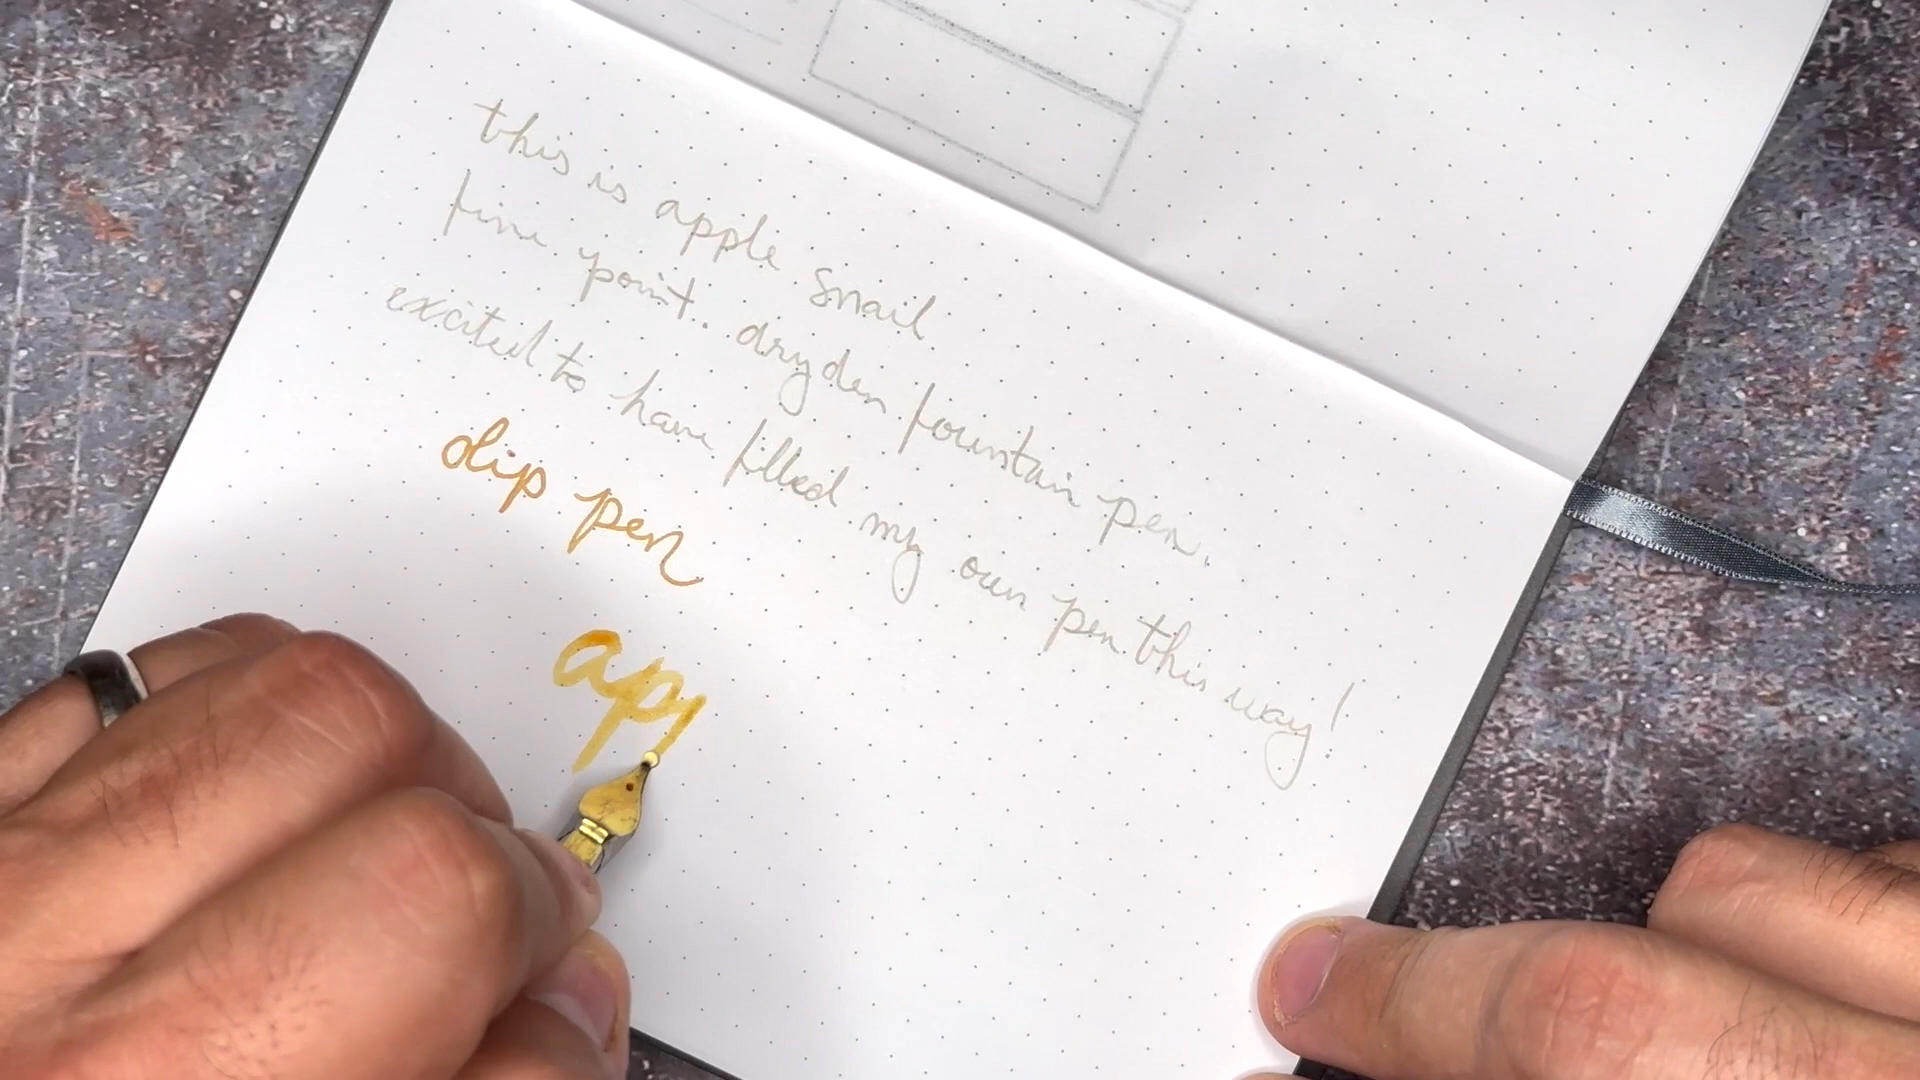 this is apple snail
fine point. dryden fountain pen.
excited to have filled my own pen this way!
dip pen
app